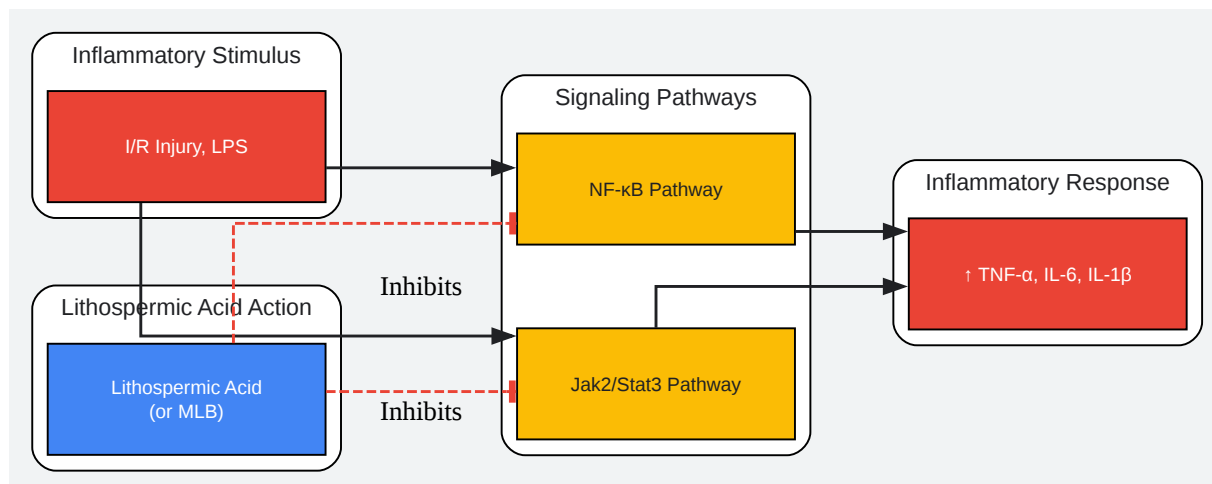 Inflammatory Stimulus
I/R Injury, LPS
Signaling Pathways
NF-κB Pathway
Inflammatory Response
↑ TNF-α, IL-6, IL-1β
Inhibits
Lithospermic Acid Action
Lithospermic Acid
(or MLB)
Jak2/Stat3 Pathway
Inhibits